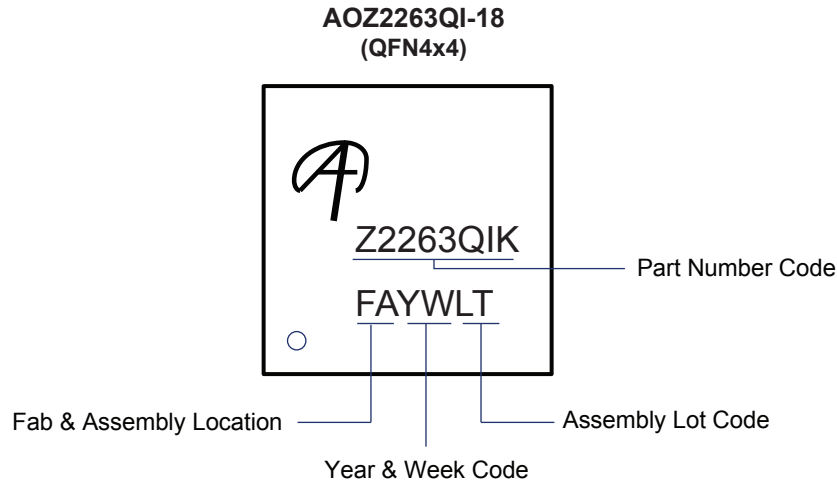 AOZ2263QI-18
(QFN4x4)
Z2263QIK
Part Number Code
FAYWLT
Fab & Assembly Location
Assembly Lot Code
Year & Week Code